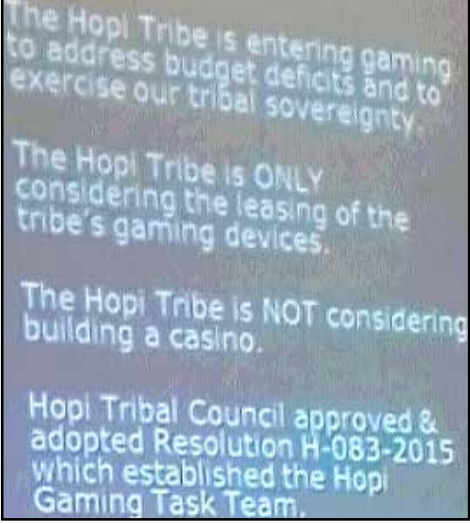 The Hopi Tribe is entering gaming
to address budget deficits and to
exercise our tribal sovereignty.
The Hopi Tribe is ONLY
considering the leasing of the
tribe's gaming devices.
The Hopi Tribe is NOT considering
building a casino.
Hopi Tribal Council approved &
adopted Resolution H-083-2015
which established the Hopi
Gaming Task Team.